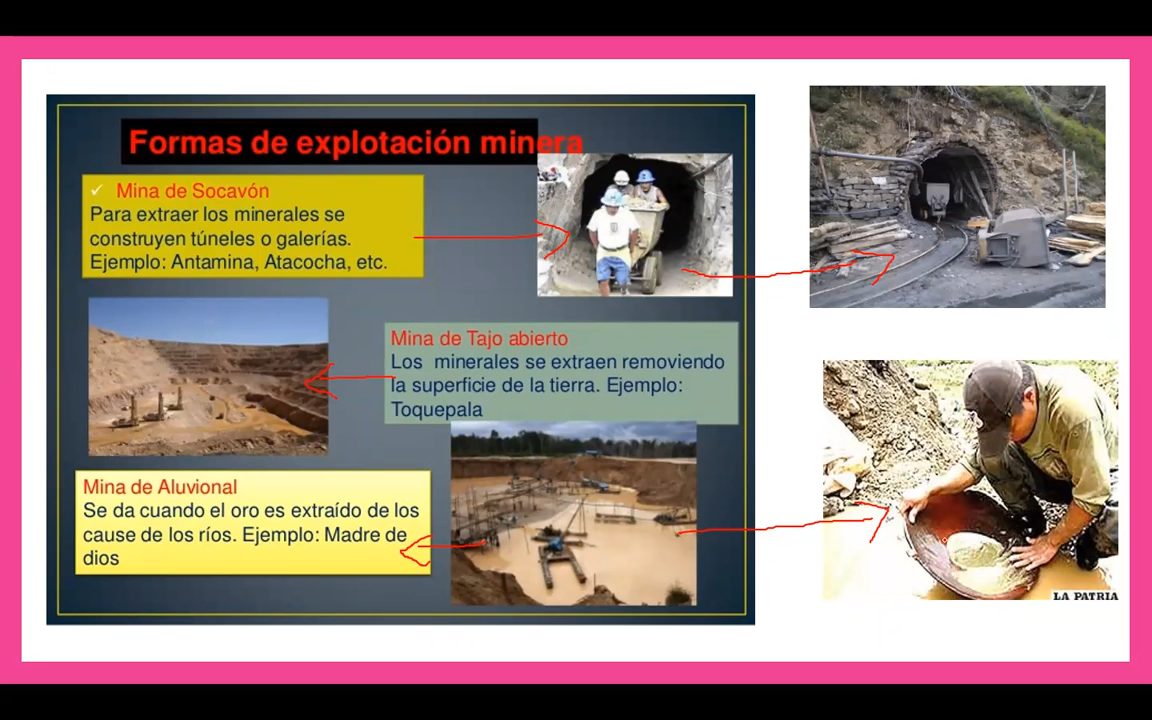 Formas de explotación minera
✓ Mina de Socavón
Para extraer los minerales se
construyen túneles o galerías.
Ejemplo: Antamina, Atacocha, etc.
Mina de Tajo abierto
Los minerales se extraen removiendo
la superficie de la tierra. Ejemplo:
Toquepala
Mina de Aluvional
Se da cuando el oro es extraído de los
cause de los ríos. Ejemplo: Madre de
dios
LA PATRIA